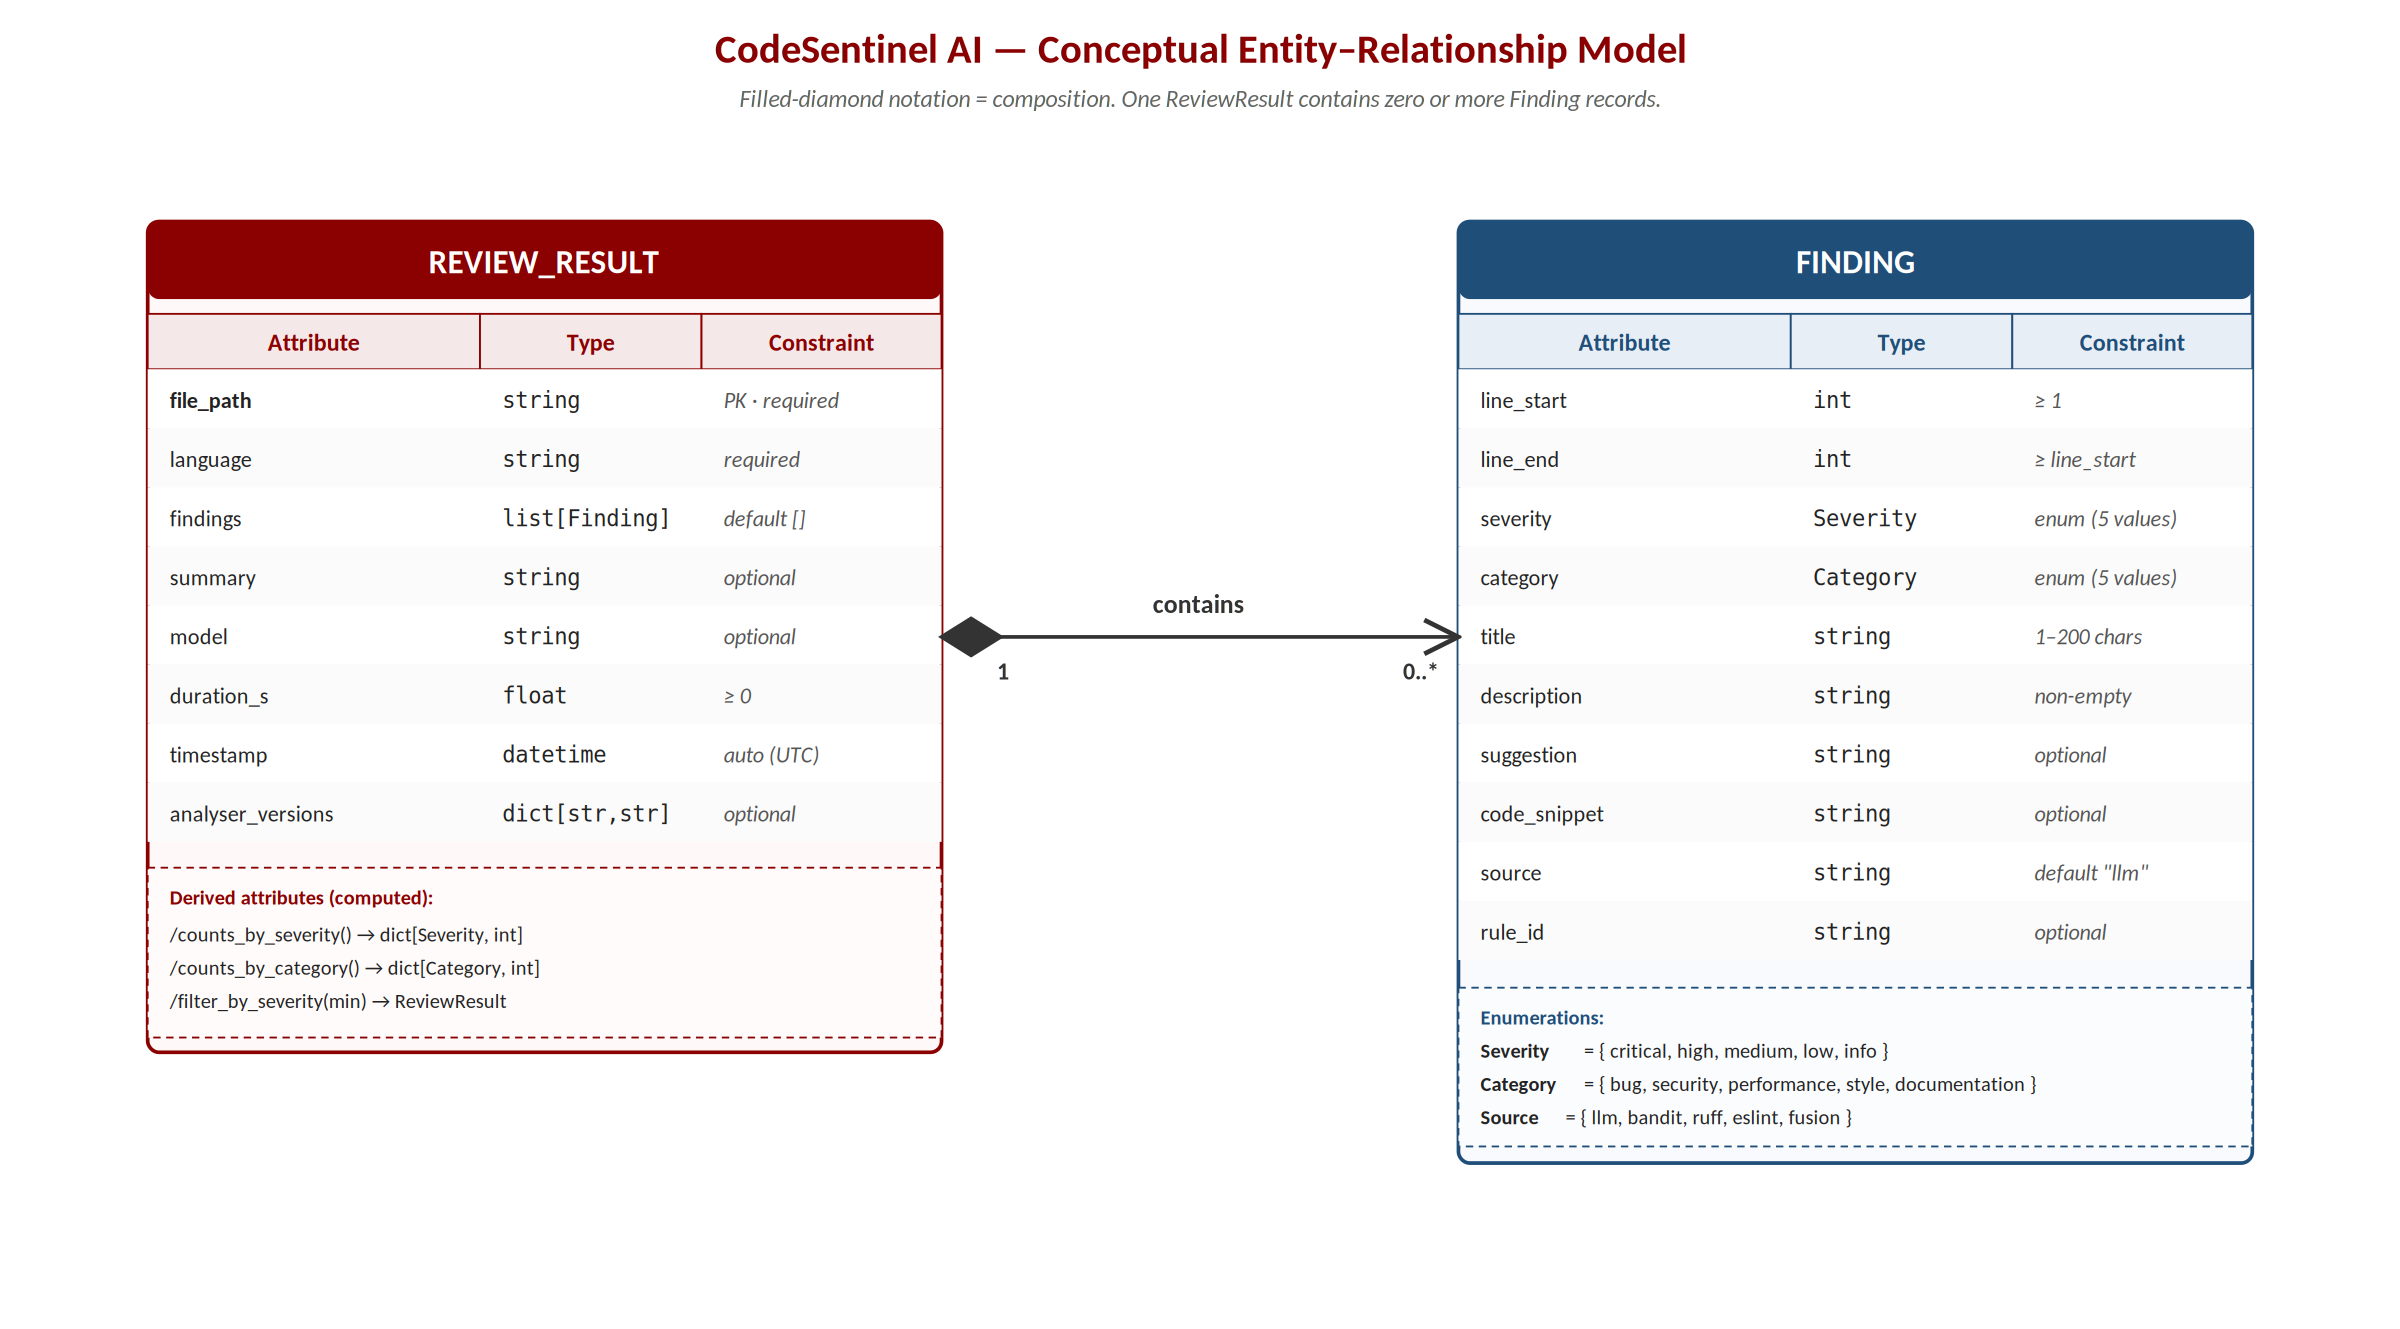 CodeSentinel AI — Conceptual Entity–Relationship Model
Filled-diamond notation = composition. One ReviewResult contains zero or more Finding records.
REVIEW_RESULT
Attribute Type Constraint
file_path string PK · required
language string required
findings list[Finding] default []
summary string optional
model string optional
duration_s float ≥ 0
timestamp datetime auto (UTC)
analyser_versions dict[str,str] optional
Derived attributes (computed):
/counts_by_severity() → dict[Severity, int]
/counts_by_category() → dict[Category, int]
/filter_by_severity(min) → ReviewResult
contains
1 0..*
FINDING
Attribute Type Constraint
line_start int ≥ 1
line_end int ≥ line_start
severity Severity enum (5 values)
category Category enum (5 values)
title string 1–200 chars
description string non-empty
suggestion string optional
code_snippet string optional
source string default "llm"
rule_id string optional
Enumerations:
Severity = { critical, high, medium, low, info }
Category = { bug, security, performance, style, documentation }
Source = { llm, bandit, ruff, eslint, fusion }